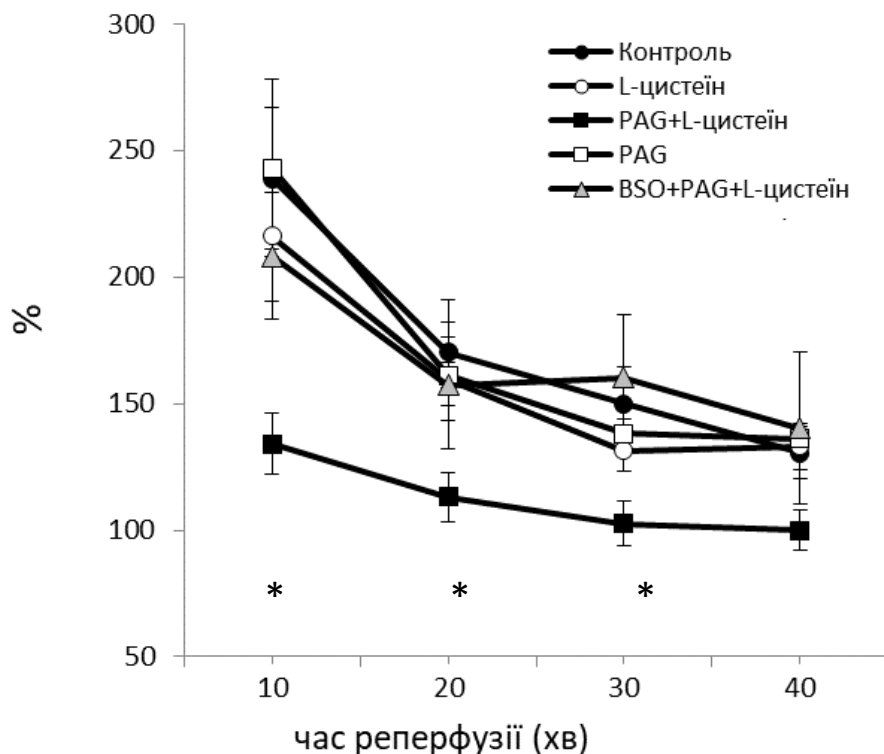 300
250
200
150
100
50
%
Контроль
L-цистеїн
PAG+L-цистеїн
PAG
BSO+PAG+L-цистеїн
* * *
10 20 30 40
час реперфузії (хв)